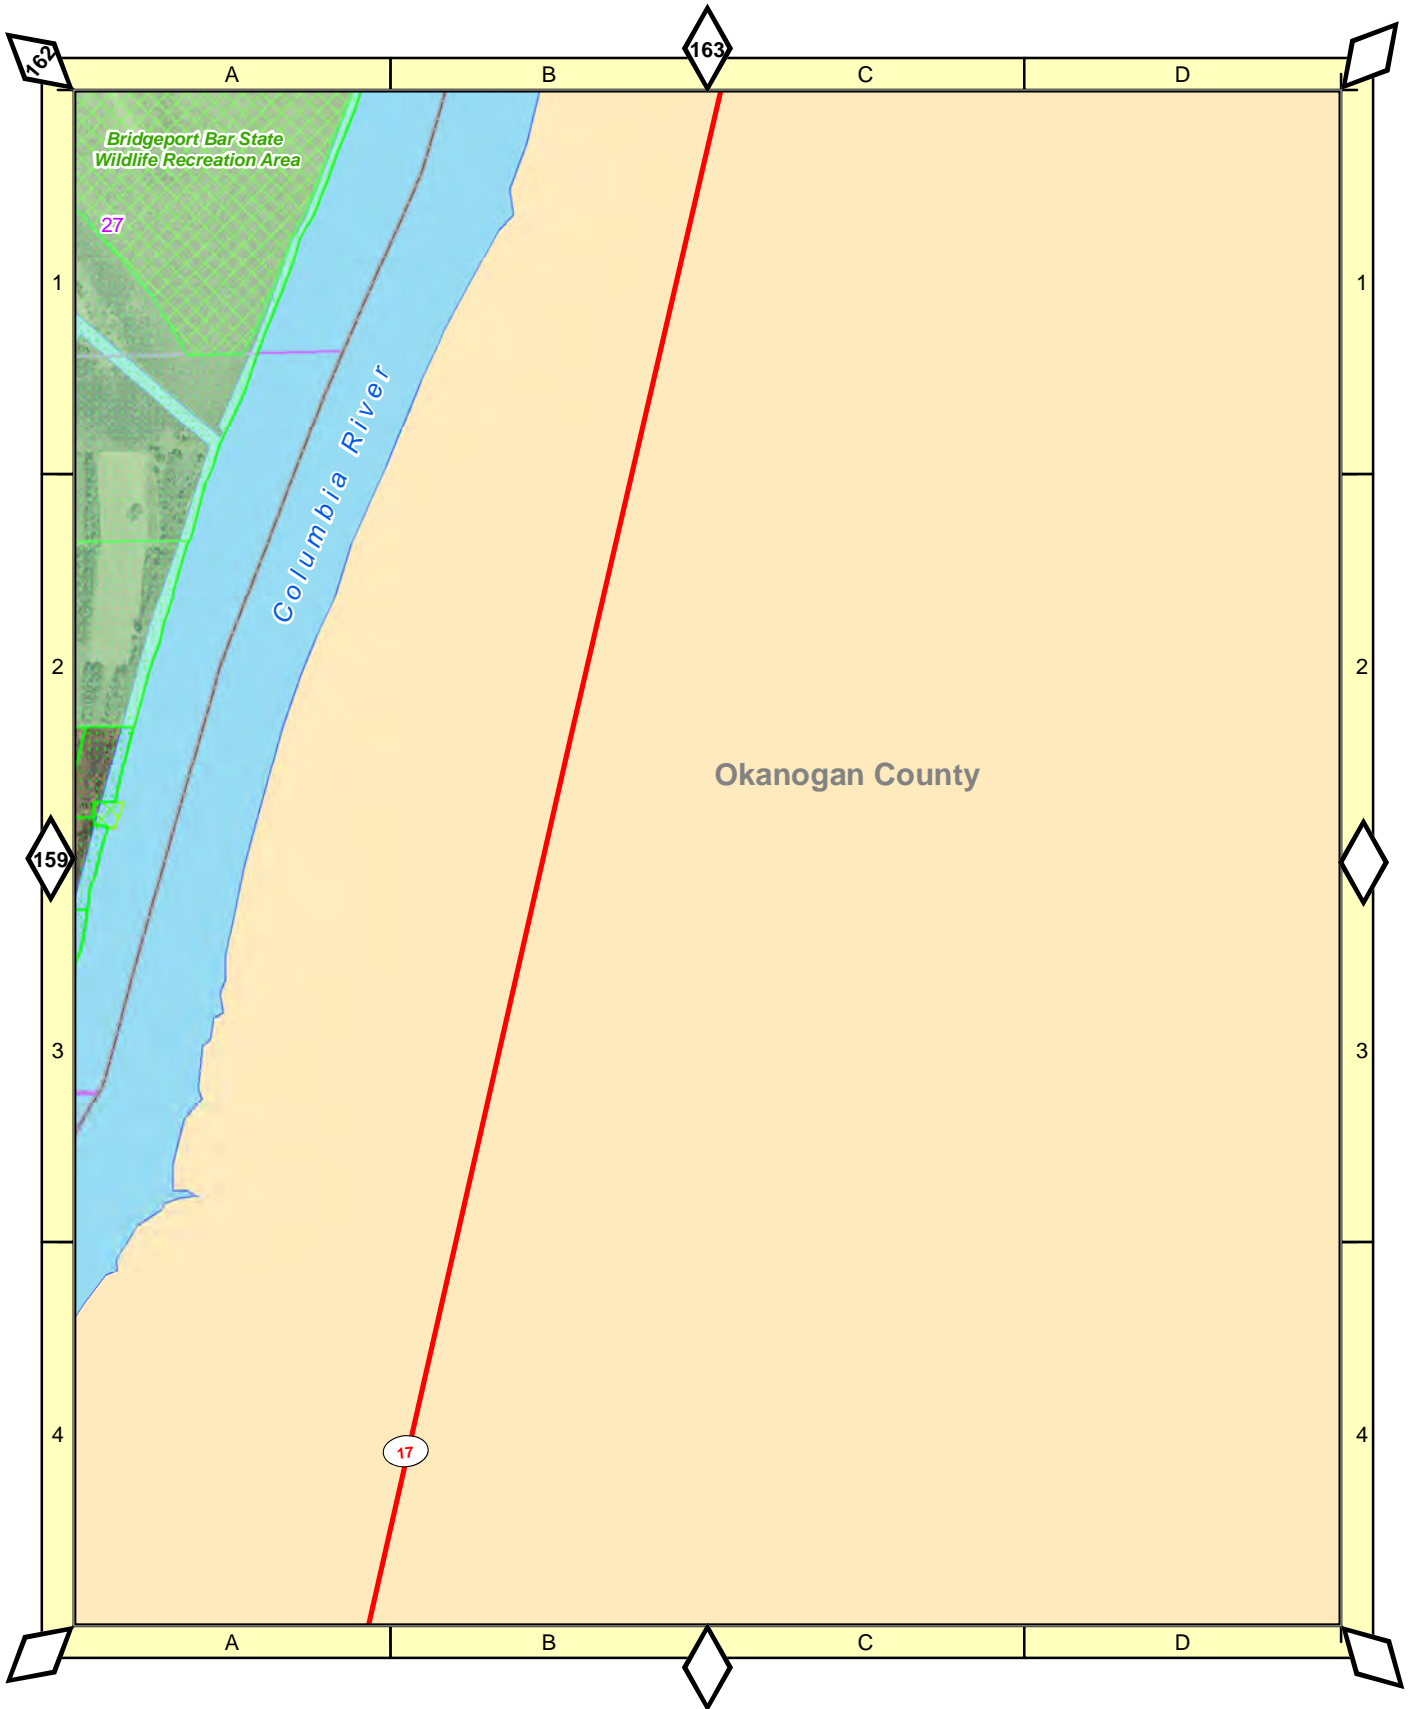 162
163
A
B
C
D
Bridgeport Bar State
Wildlife Recreation Area
27
1
1
Columbia River
2
2
Okanogan County
159
3
3
4
4
17
A
B
C
D